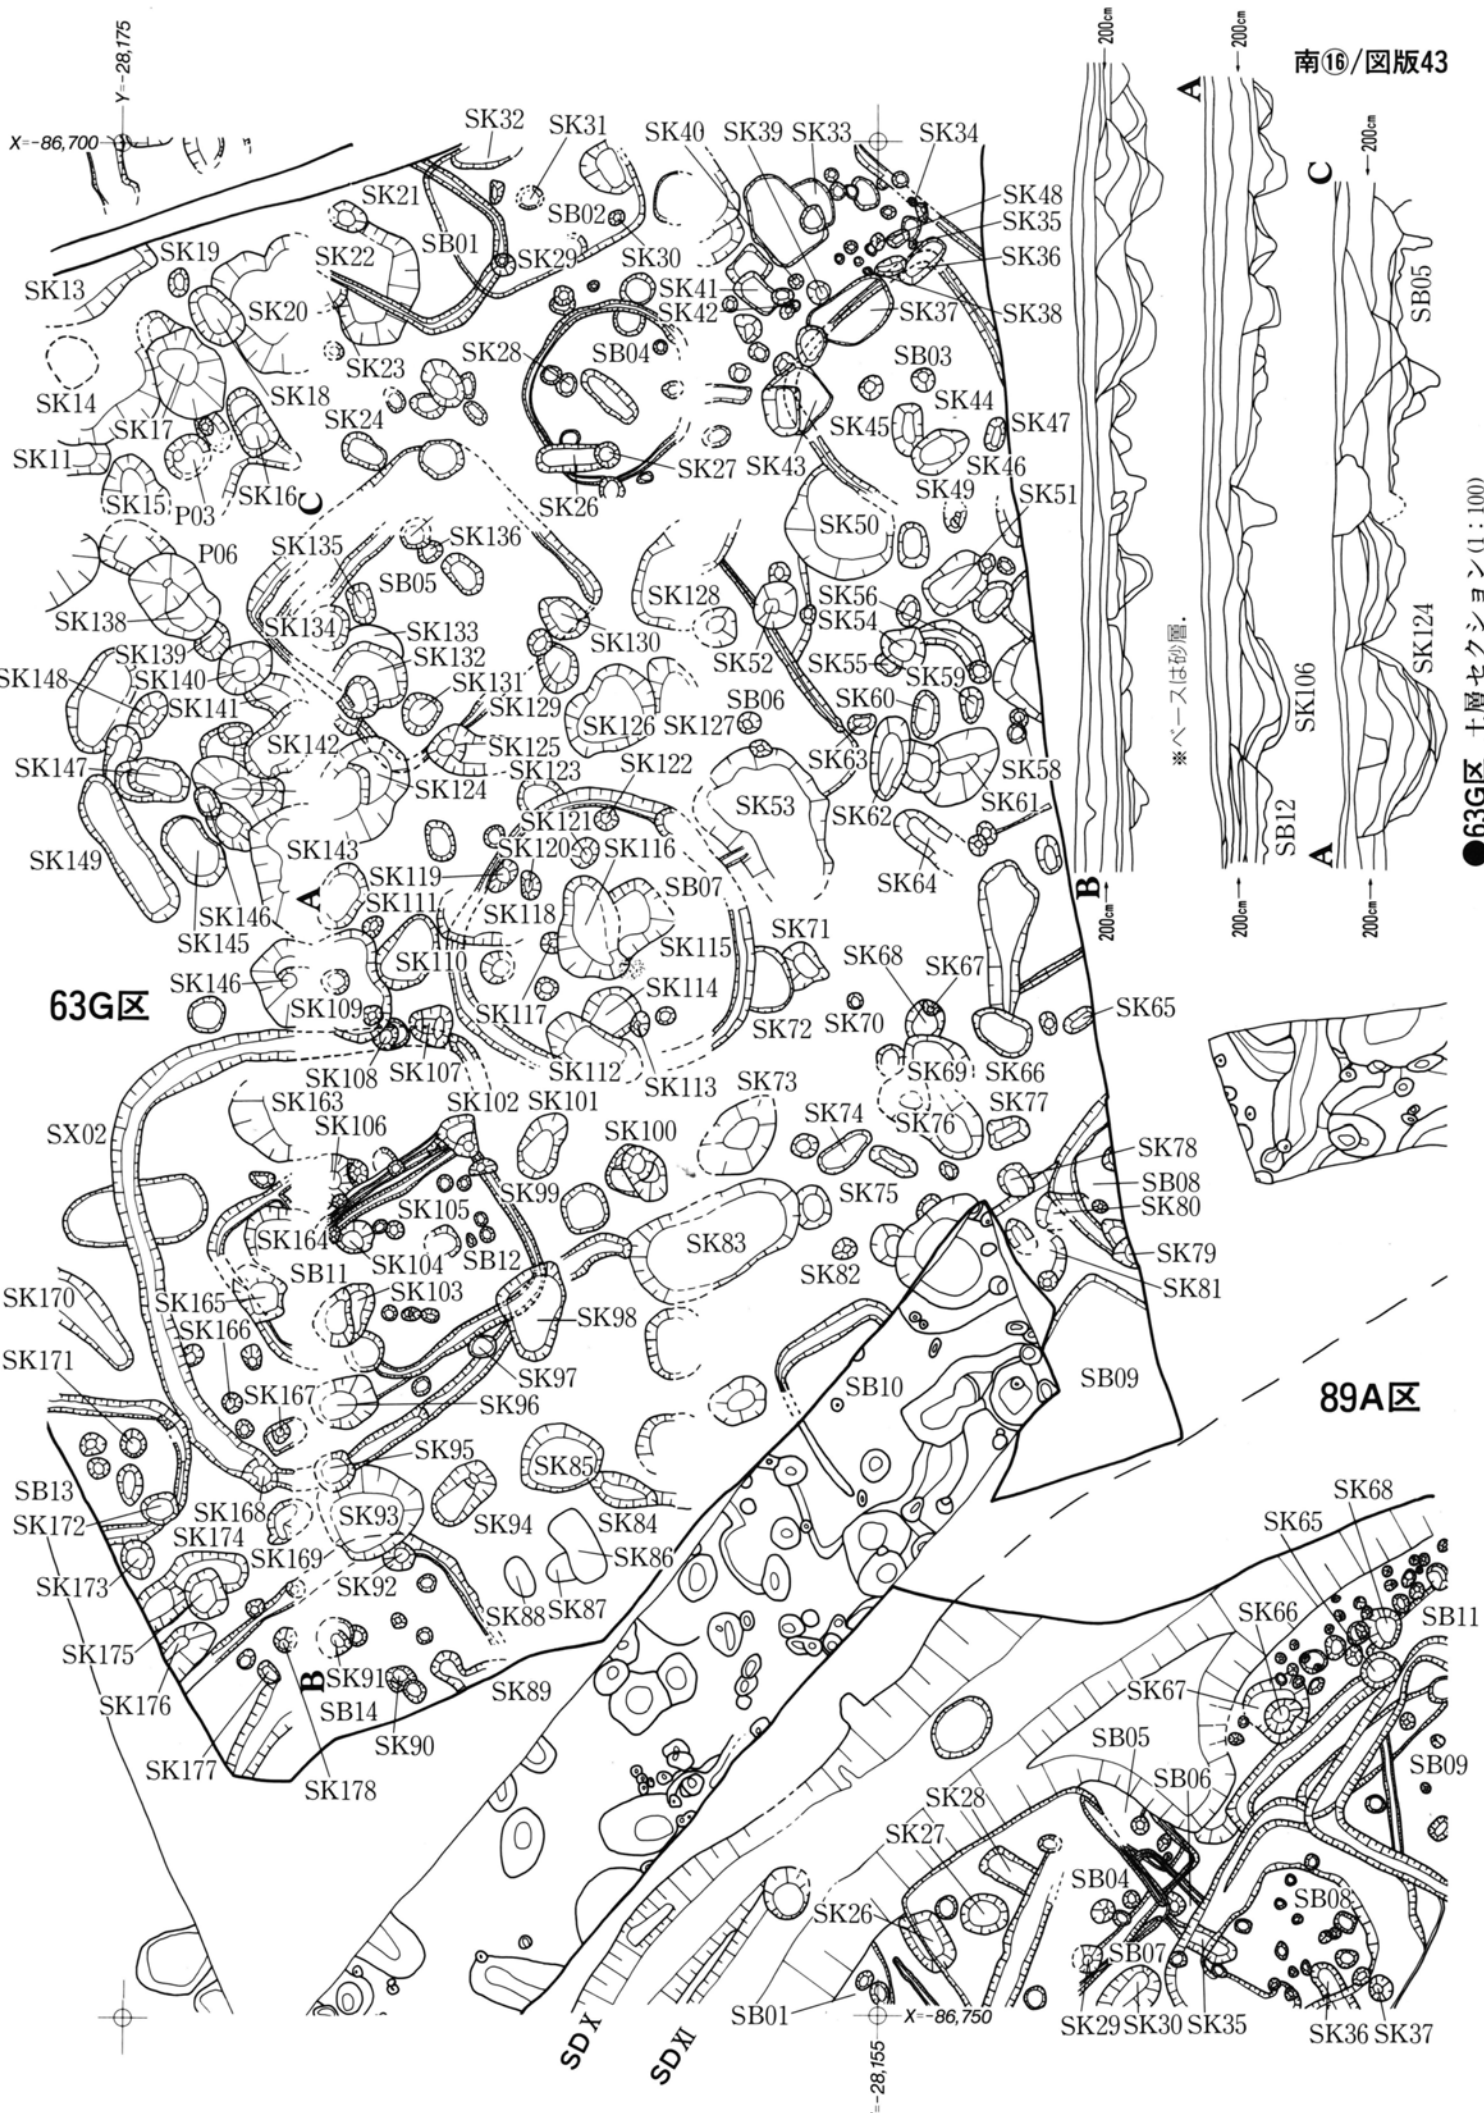 南⑯/図版43
Y=-28,175
X=-86,700
SK32
SK31
SK40
SK39
SK33
SK34
SK21
SB02
SK48
SK35
SK19
SK22
SB01
SK29
SK30
SK36
SK13
SK20
SK41
SK42
SK37
SK38
SK23
SK28
SB04
SB03
SK14
SK17
SK18
SK24
SK45
SK44
SK47
SK11
SK27
SK43
SK46
SK15
P03
SK16
C
SK26
SK49
SK51
SK50
P06
SK135
SK136
SB05
SK128
SK56
SK138
SK134
SK133
SK130
SK54
SK139
SK132
SK52
SK55
SK59
SK148
SK140
SK131
SK129
SB06
SK60
SK141
SK126
SK127
SK142
SK125
SK147
SK123
SK122
SK63
SK58
SK124
SK53
SK62
SK61
SK121
SK149
SK143
SK120
SK116
SK119
SB07
SK64
A
SK111
SK118
SK146
SK145
SK110
SK115
SK71
SK68
SK67
SK146
SK114
63G区
SK109
SK117
SK72
SK70
SK65
SK108
SK107
SK112
SK113
SK69
SK66
SK163
SK102
SK101
SK73
SK76
SK77
SX02
SK106
SK100
SK74
SK78
SK99
SK75
SB08
SK105
SK80
SK164
SB12
SK83
SK104
SK82
SK79
SB11
SK103
SK81
SK170
SK165
SK98
SK166
SK97
SK171
SB10
SB09
SK167
SK96
89A区
SK95
SK85
SB13
SK168
SK93
SK94
SK84
SK68
SK172
SK174
SK65
SK169
SK86
SK173
SK92
SK88
SK87
SK66
SB11
SK175
SK91
SK89
SK67
SK176
B
SB14
SB05
SB09
SK177
SK90
SB06
SK178
SK28
SK27
SB04
SB08
SK26
SB07
SB01
X=-86,750
SK29
SK30
SK35
SK36
SK37
SDⅩ
SDⅪ
=-28,155
200cm
B
200cm
※ベースは砂層.
200cm
A
SK106
SB12
200cm
200cm
C
SB05
SK124
A
200cm
●63G区 土層セクション(1:100)